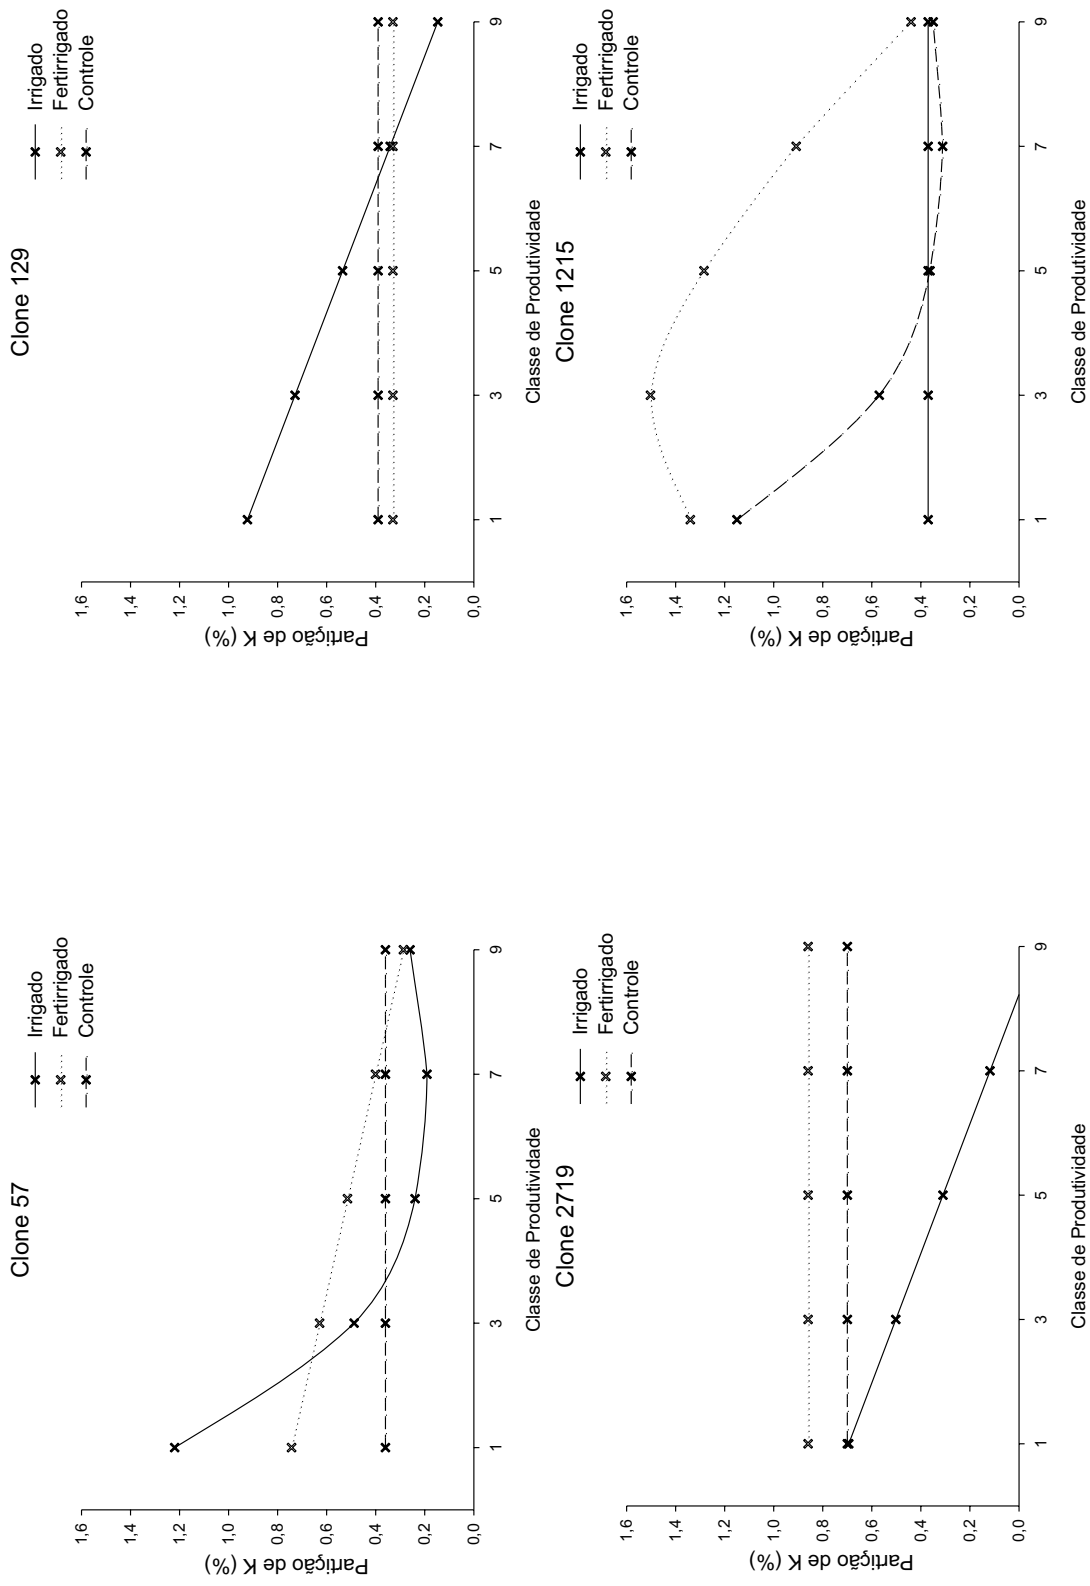 Clone 57
Irrigado
Fertirrigado
Controle
Partição de K (%)
1,6
1,4
1,2
1,0
0,8
0,6
0,4
0,2
0,0
1
3
5
7
9
Classe de Produtividade
Clone 129
Irrigado
Fertirrigado
Controle
Partição de K (%)
1,6
1,4
1,2
1,0
0,8
0,6
0,4
0,2
0,0
1
3
5
7
9
Classe de Produtividade
Clone 2719
Irrigado
Fertirrigado
Controle
Partição de K (%)
1,6
1,4
1,2
1,0
0,8
0,6
0,4
0,2
0,0
1
3
5
7
9
Classe de Produtividade
Clone 1215
Irrigado
Fertirrigado
Controle
Partição de K (%)
1,6
1,4
1,2
1,0
0,8
0,6
0,4
0,2
0,0
1
3
5
7
9
Classe de Produtividade